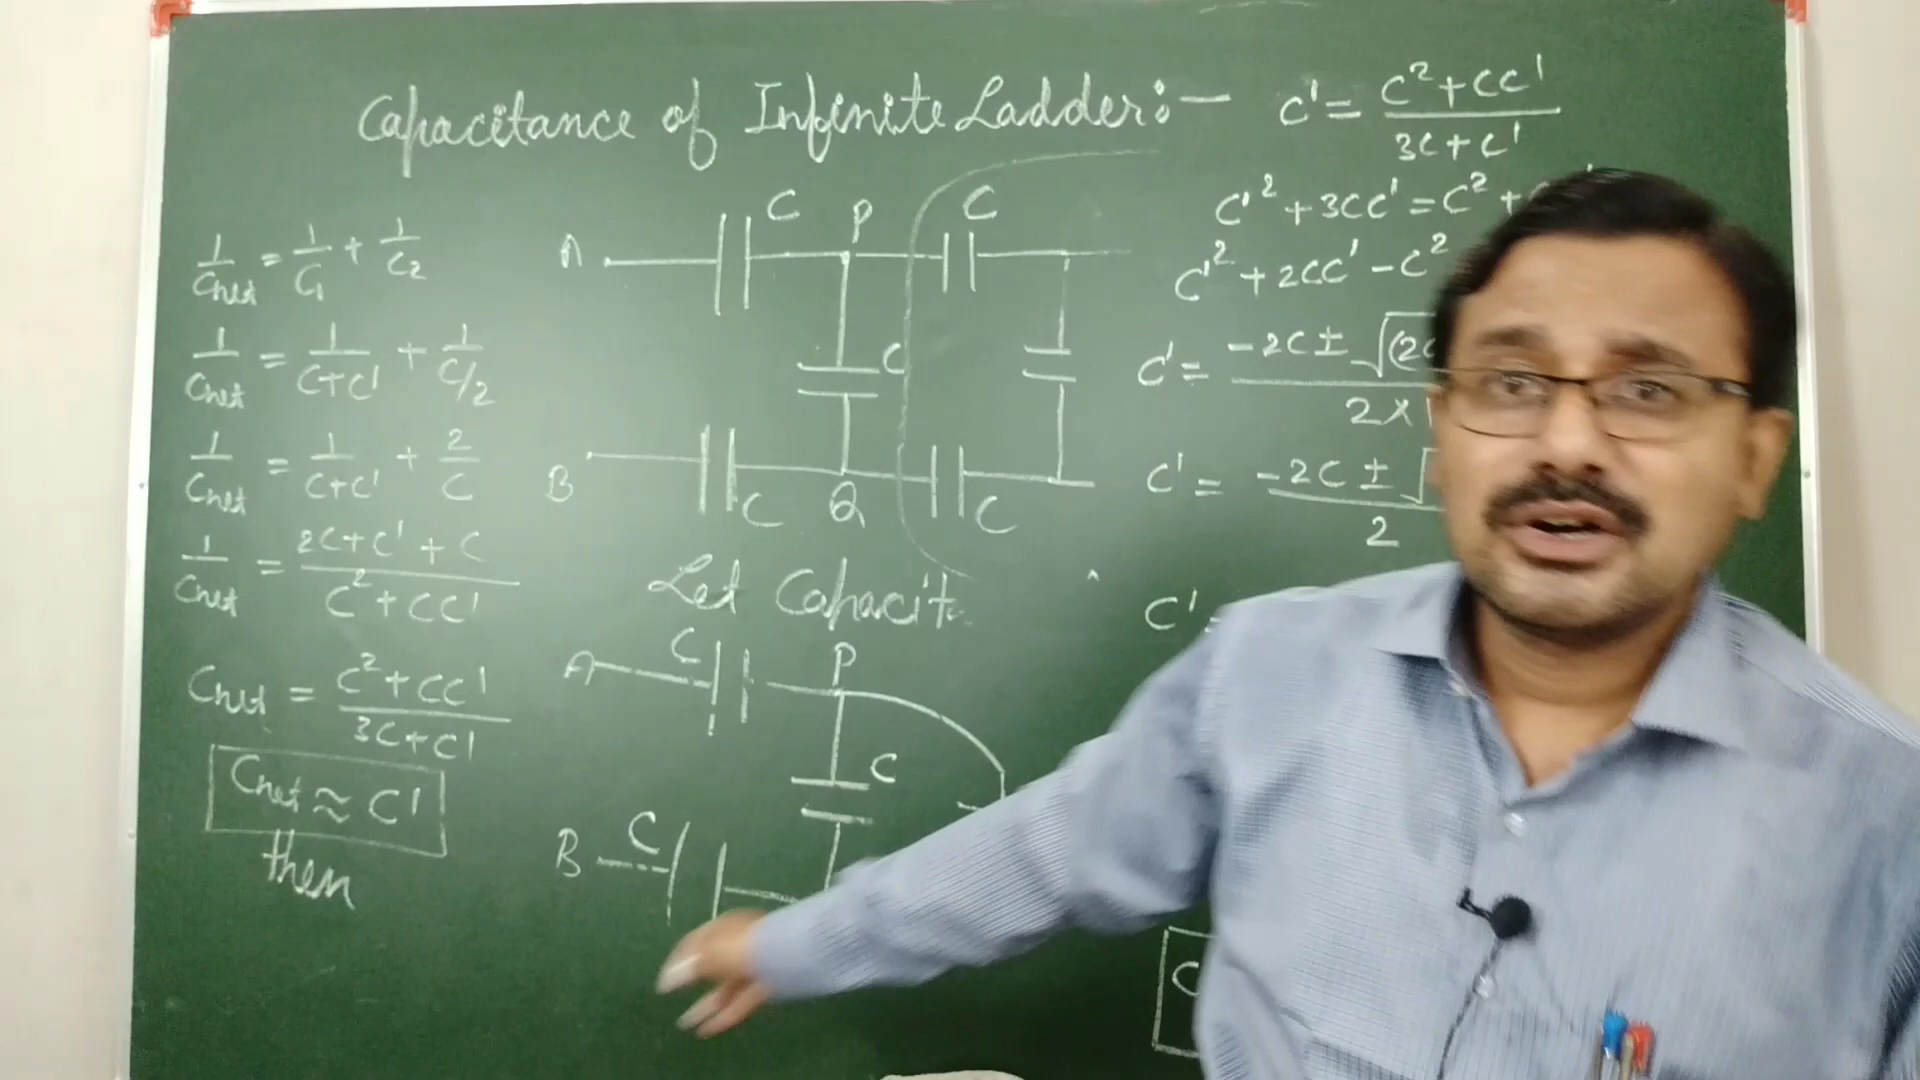 Capacitance of Infinite Ladder:-
1/Cnet = 1/C1 + 1/C2
1/Cnet = 1/C+C' + 1/C/2
1/Cnet = 1/C+C' + 2/C
1/Cnet = 2C+C'+C/C²+CC'
Cnet = C²+CC'/3C+C'
Cnet ≈ C'
then
C P C
A
C
B
C Q C
Let Capacit
C P
A
C
C
B
C' = C²+CC'/3C+C'
C'²+3CC' = C²+
C'²+2CC'-C²
C' = -2C±√(2C/2×
C' = -2C±√/2
C' =
C